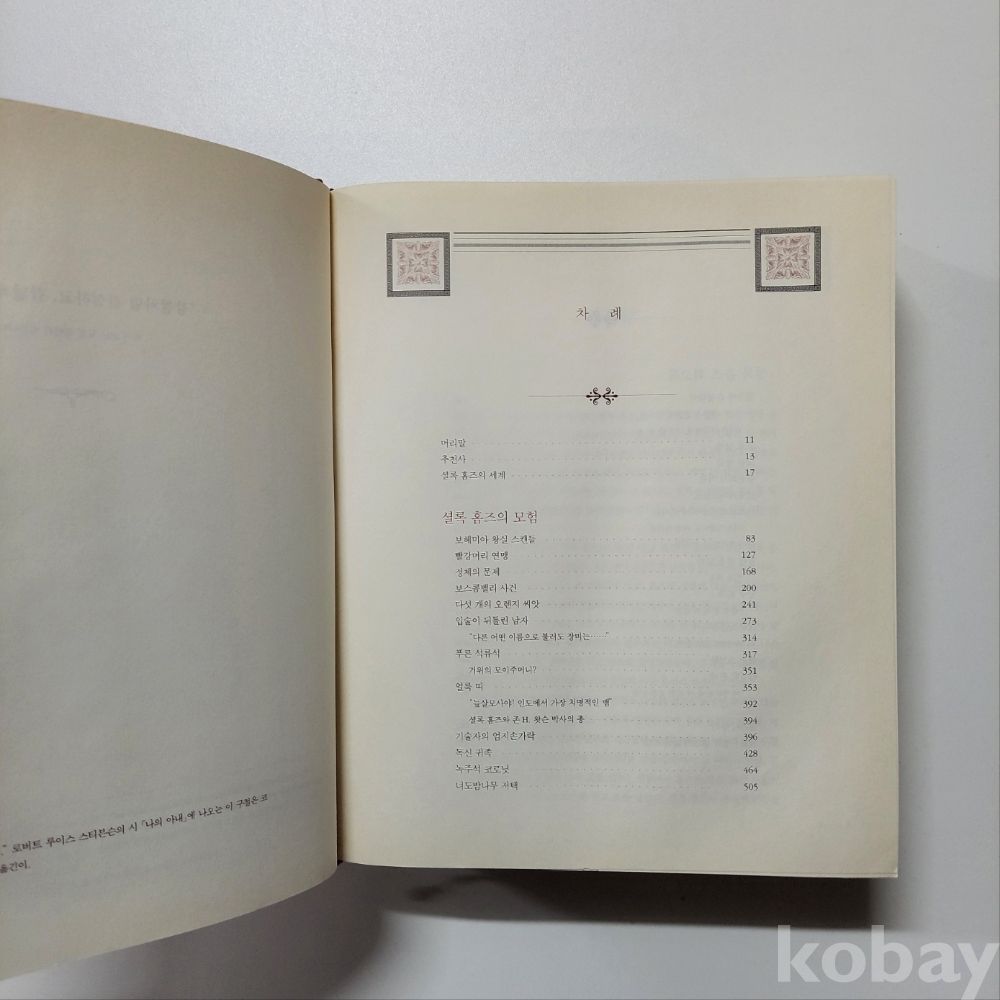 차 례
머리말 11
추천사 13
셜록 홈즈의 세계 17
셜록 홈즈의 모험
보헤미아 왕실 스캔들 83
빨강머리 연맹 127
정체의 문제 168
보스콤밸리 사건 200
다섯 개의 오렌지 씨앗 241
입술이 뒤틀린 남자 273
"다른 어떤 이름으로 불려도 장미는……" 314
푸른 석류석 317
거위의 모이주머니? 351
얼룩 띠 353
"늪살모사야! 인도에서 가장 치명적인 뱀" 392
셜록 홈즈와 존 H. 왓슨 박사의 총 394
기술자의 엄지손가락 396
독신 귀족 428
녹주석 코로닛 464
너도밤나무 저택 505
." 로버트 루이스 스티븐슨의 시 「나의 아내」에 나오는 이 구절은 코
옮긴이.
kobay